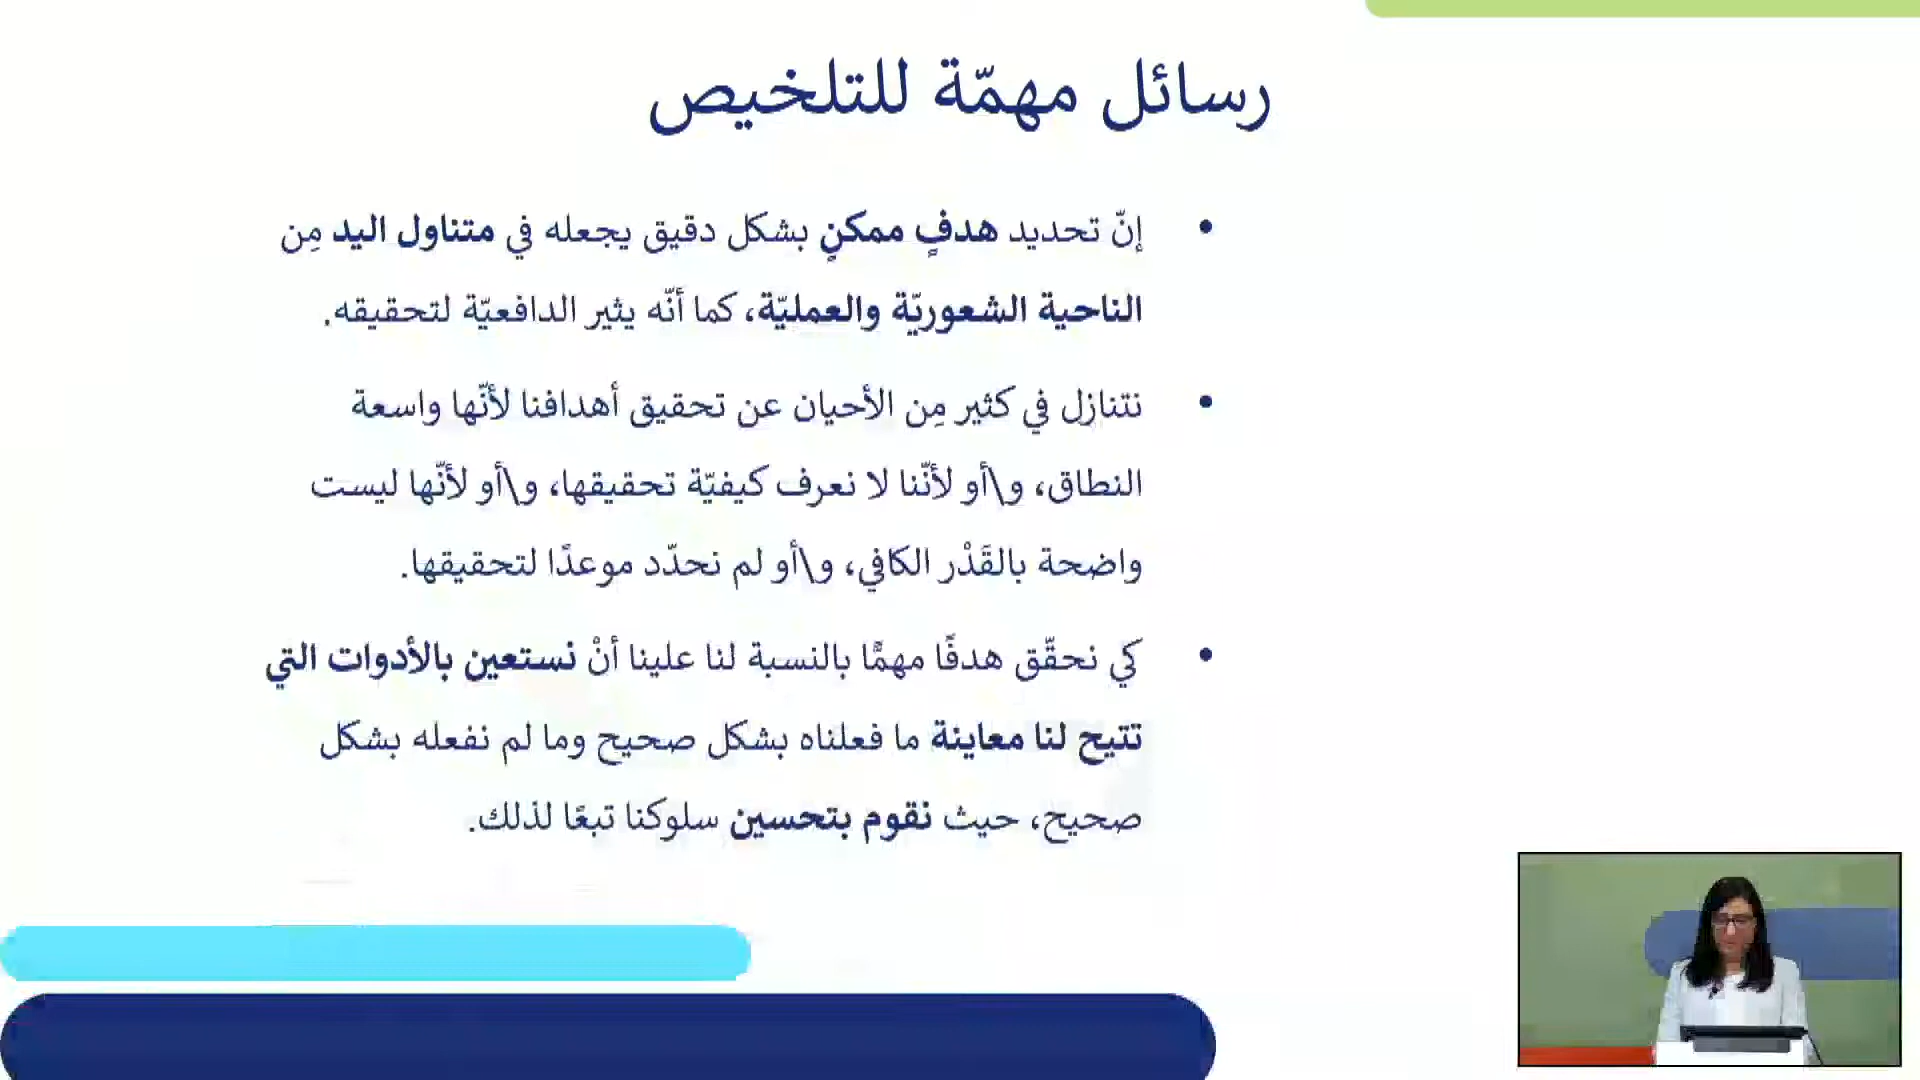 رسائل مهمّة للتلخيص
• إنّ تحديد هدفٍ ممكنٍ بشكل دقيق يجعله في متناول اليد مِن
الناحية الشعوريّة والعمليّة، كما أنّه يثير الدافعيّة لتحقيقه.
• نتنازل في كثير مِن الأحيان عن تحقيق أهدافنا لأنّها واسعة
النطاق، و\أو لأنّنا لا نعرف كيفيّة تحقيقها، و\أو لأنّها ليست
واضحة بالقَدْر الكافي، و\أو لم نحدّد موعدًا لتحقيقها.
• كي نحقّق هدفًا مهمًّا بالنسبة لنا علينا أنْ نستعين بالأدوات التي
تتيح لنا معاينة ما فعلناه بشكل صحيح وما لم نفعله بشكل
صحيح، حيث نقوم بتحسين سلوكنا تبعًا لذلك.